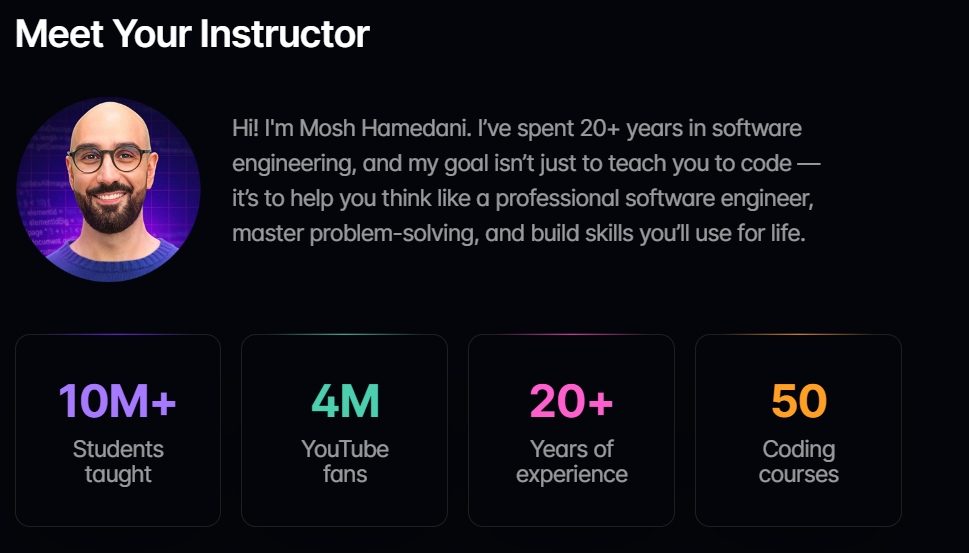 Meet Your Instructor
Hi! I'm Mosh Hamedani. I’ve spent 20+ years in software
engineering, and my goal isn’t just to teach you to code —
it’s to help you think like a professional software engineer,
master problem-solving, and build skills you’ll use for life.
10M+
Students
taught
4M
YouTube
fans
20+
Years of
experience
50
Coding
courses